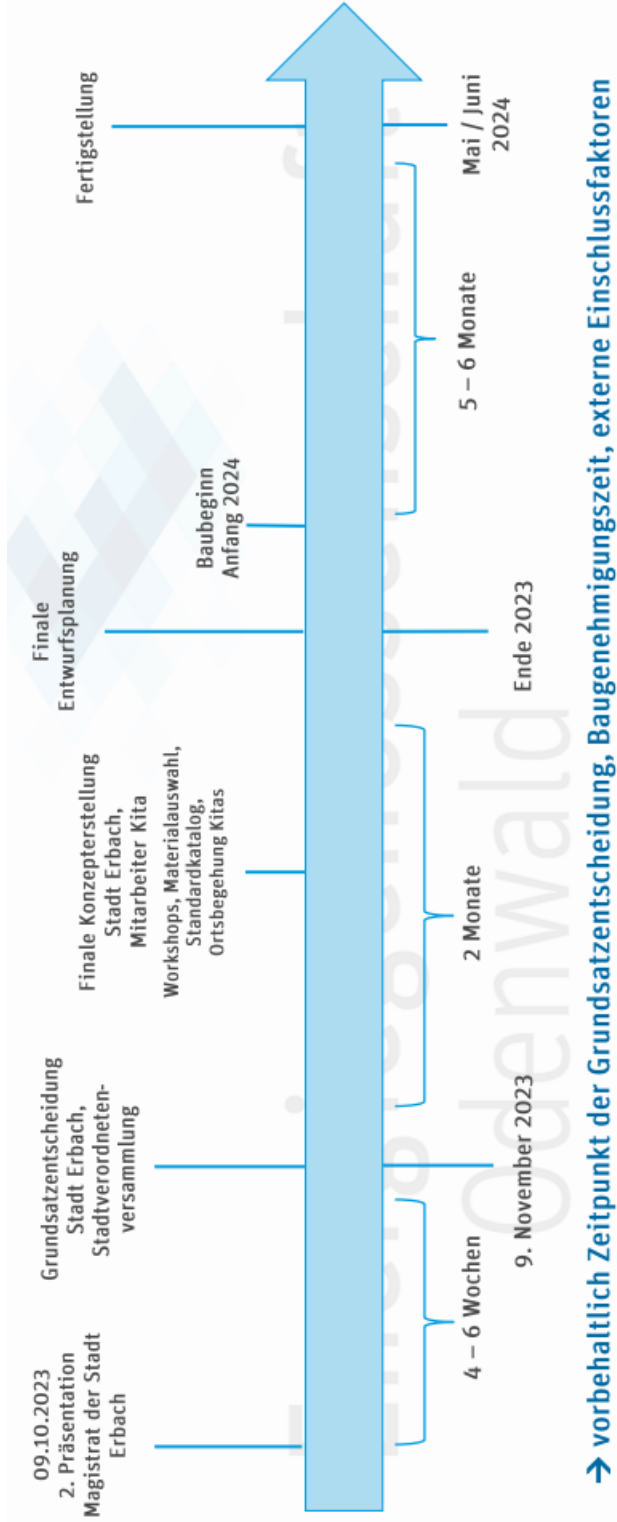 09.10.2023
2. Präsentation
Magistrat der Stadt
Erbach
Grundsatzentscheidung
Stadt Erbach,
Stadtverordneten-
versammlung
Finale Konzepterstellung
Stadt Erbach,
Mitarbeiter Kita
Workshops, Materialauswahl,
Standardkatalog,
Ortsbegehung Kitas
Finale
Entwurfsplanung
Baubeginn
Anfang 2024
Fertigstellung
4 – 6 Wochen
9. November 2023
2 Monate
Ende 2023
5 – 6 Monate
Mai / Juni
2024
Odenwald
→ vorbehaltlich Zeitpunkt der Grundsatzentscheidung, Baugenehmigungszeit, externe Einschlussfaktoren